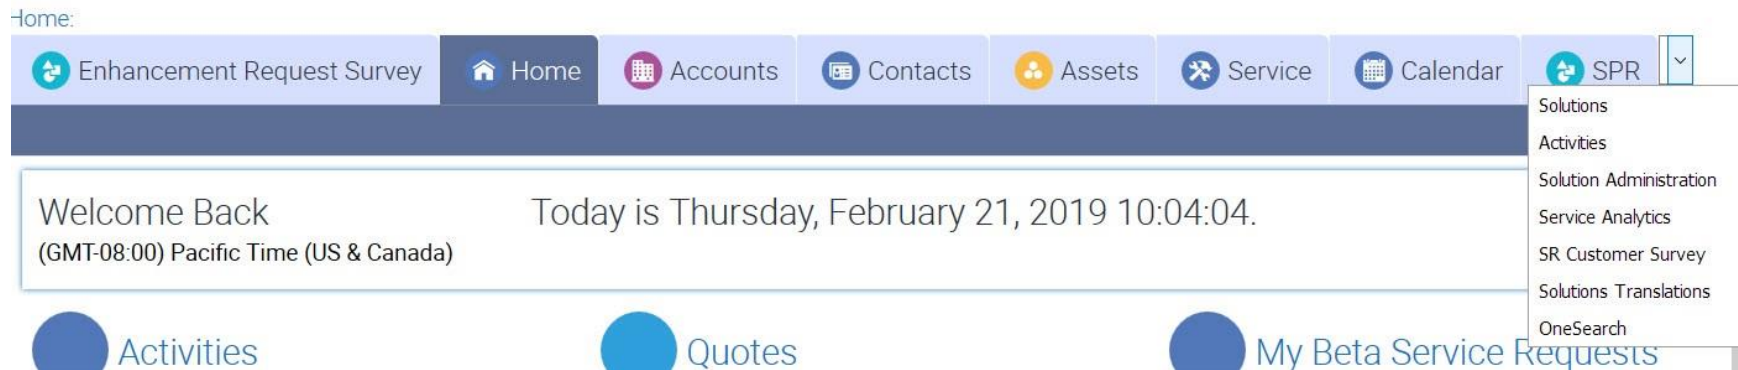 Home:
Enhancement Request Survey Home Accounts Contacts Assets Service Calendar SPR
Solutions
Activities
Solution Administration
Service Analytics
SR Customer Survey
Solutions Translations
OneSearch
Welcome Back Today is Thursday, February 21, 2019 10:04:04.
(GMT-08:00) Pacific Time (US & Canada)
Activities Quotes My Beta Service Requests